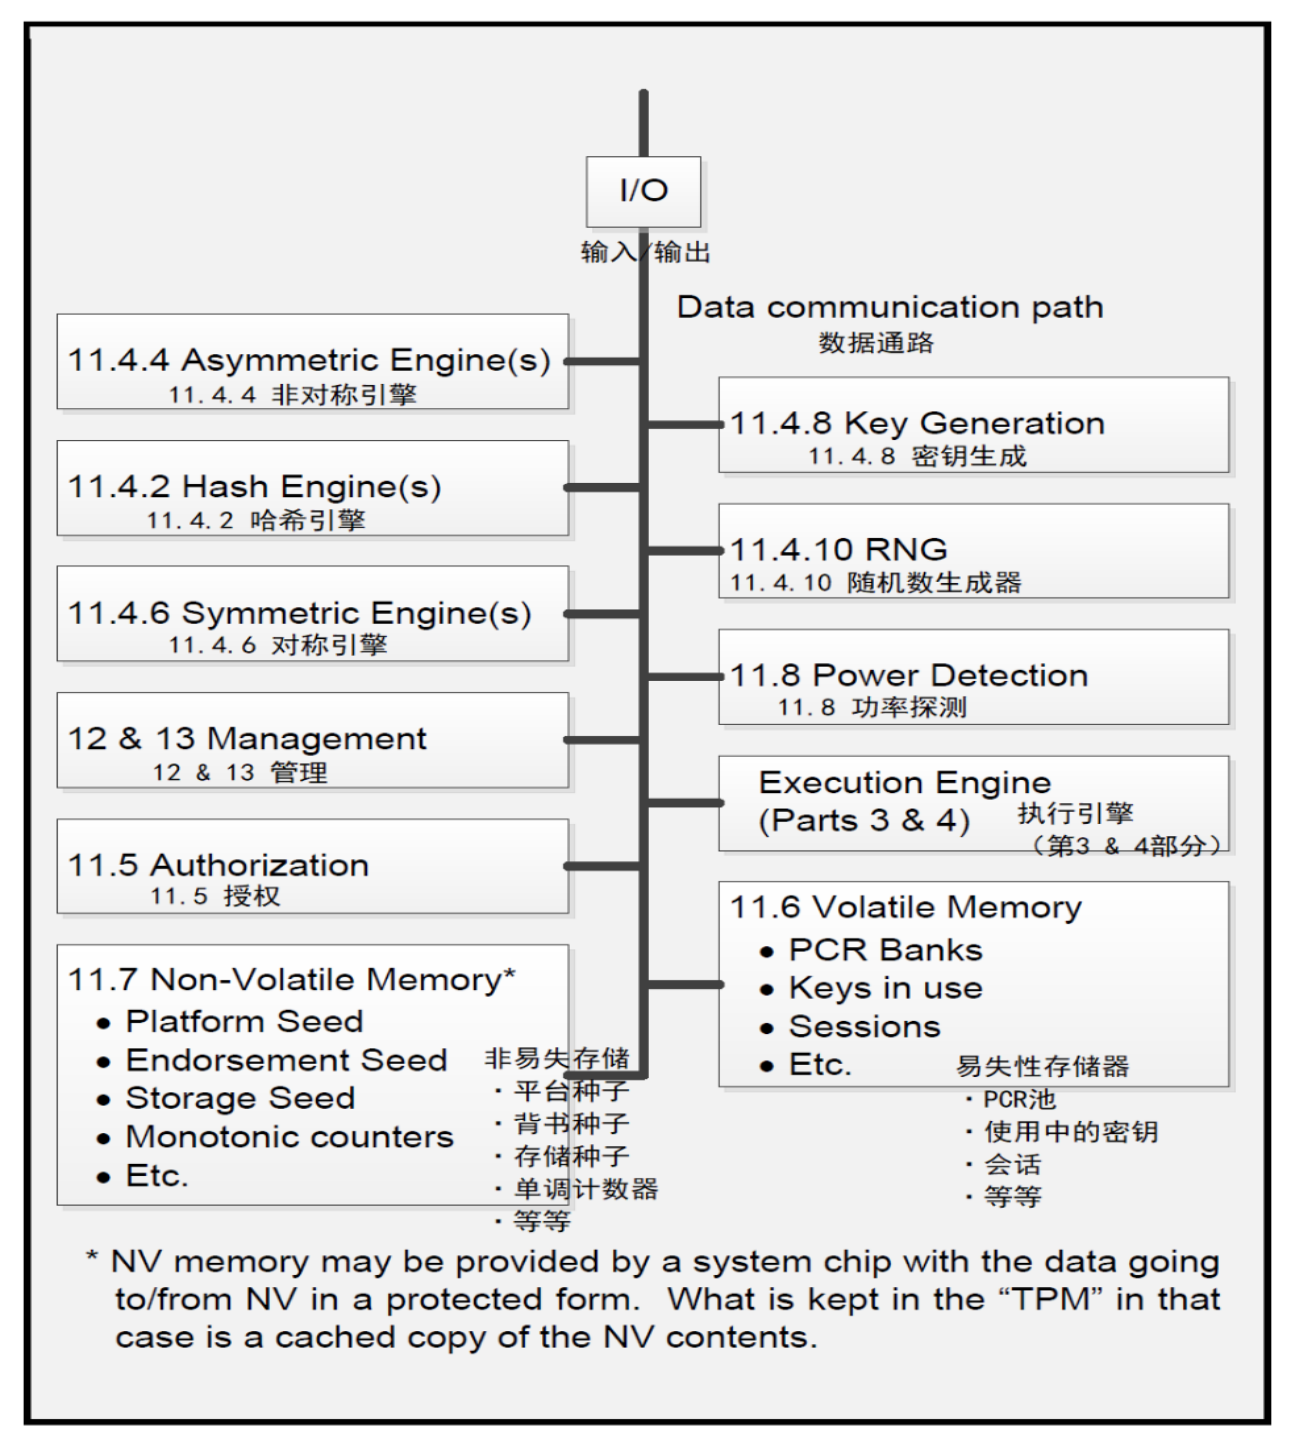 I/O
输入/输出
Data communication path
数据通路
11.4.4 Asymmetric Engine(s)
11.4.4 非对称引擎
11.4.8 Key Generation
11.4.8 密钥生成
11.4.2 Hash Engine(s)
11.4.2 哈希引擎
11.4.10 RNG
11.4.10 随机数生成器
11.4.6 Symmetric Engine(s)
11.4.6 对称引擎
11.8 Power Detection
11.8 功率探测
12 & 13 Management
12 & 13 管理
Execution Engine
(Parts 3 & 4)
执行引擎
（第3 & 4部分）
11.5 Authorization
11.5 授权
11.6 Volatile Memory
• PCR Banks
• Keys in use
• Sessions
• Etc.
易失性存储器
·PCR池
·使用中的密钥
·会话
·等等
11.7 Non-Volatile Memory*
• Platform Seed
• Endorsement Seed
• Storage Seed
• Monotonic counters
• Etc.
非易失存储
·平台种子
·背书种子
·存储种子
·单调计数器
·等等
* NV memory may be provided by a system chip with the data going
to/from NV in a protected form. What is kept in the “TPM” in that
case is a cached copy of the NV contents.